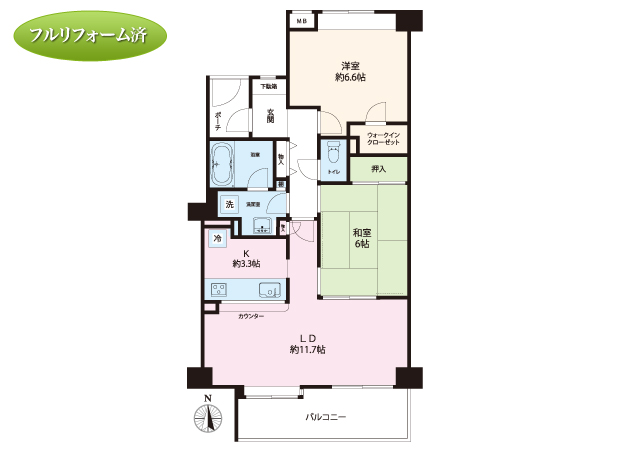 フルリフォーム済
MB
洋室
約6.6帖
下駄箱
玄関
ポーチ
ウォークイン
クローゼット
物入
浴室
トイレ
押入
洗
洗面室
物入
和室
6帖
冷
K
約3.3帖
カウンター
LD
約11.7帖
N
バルコニー